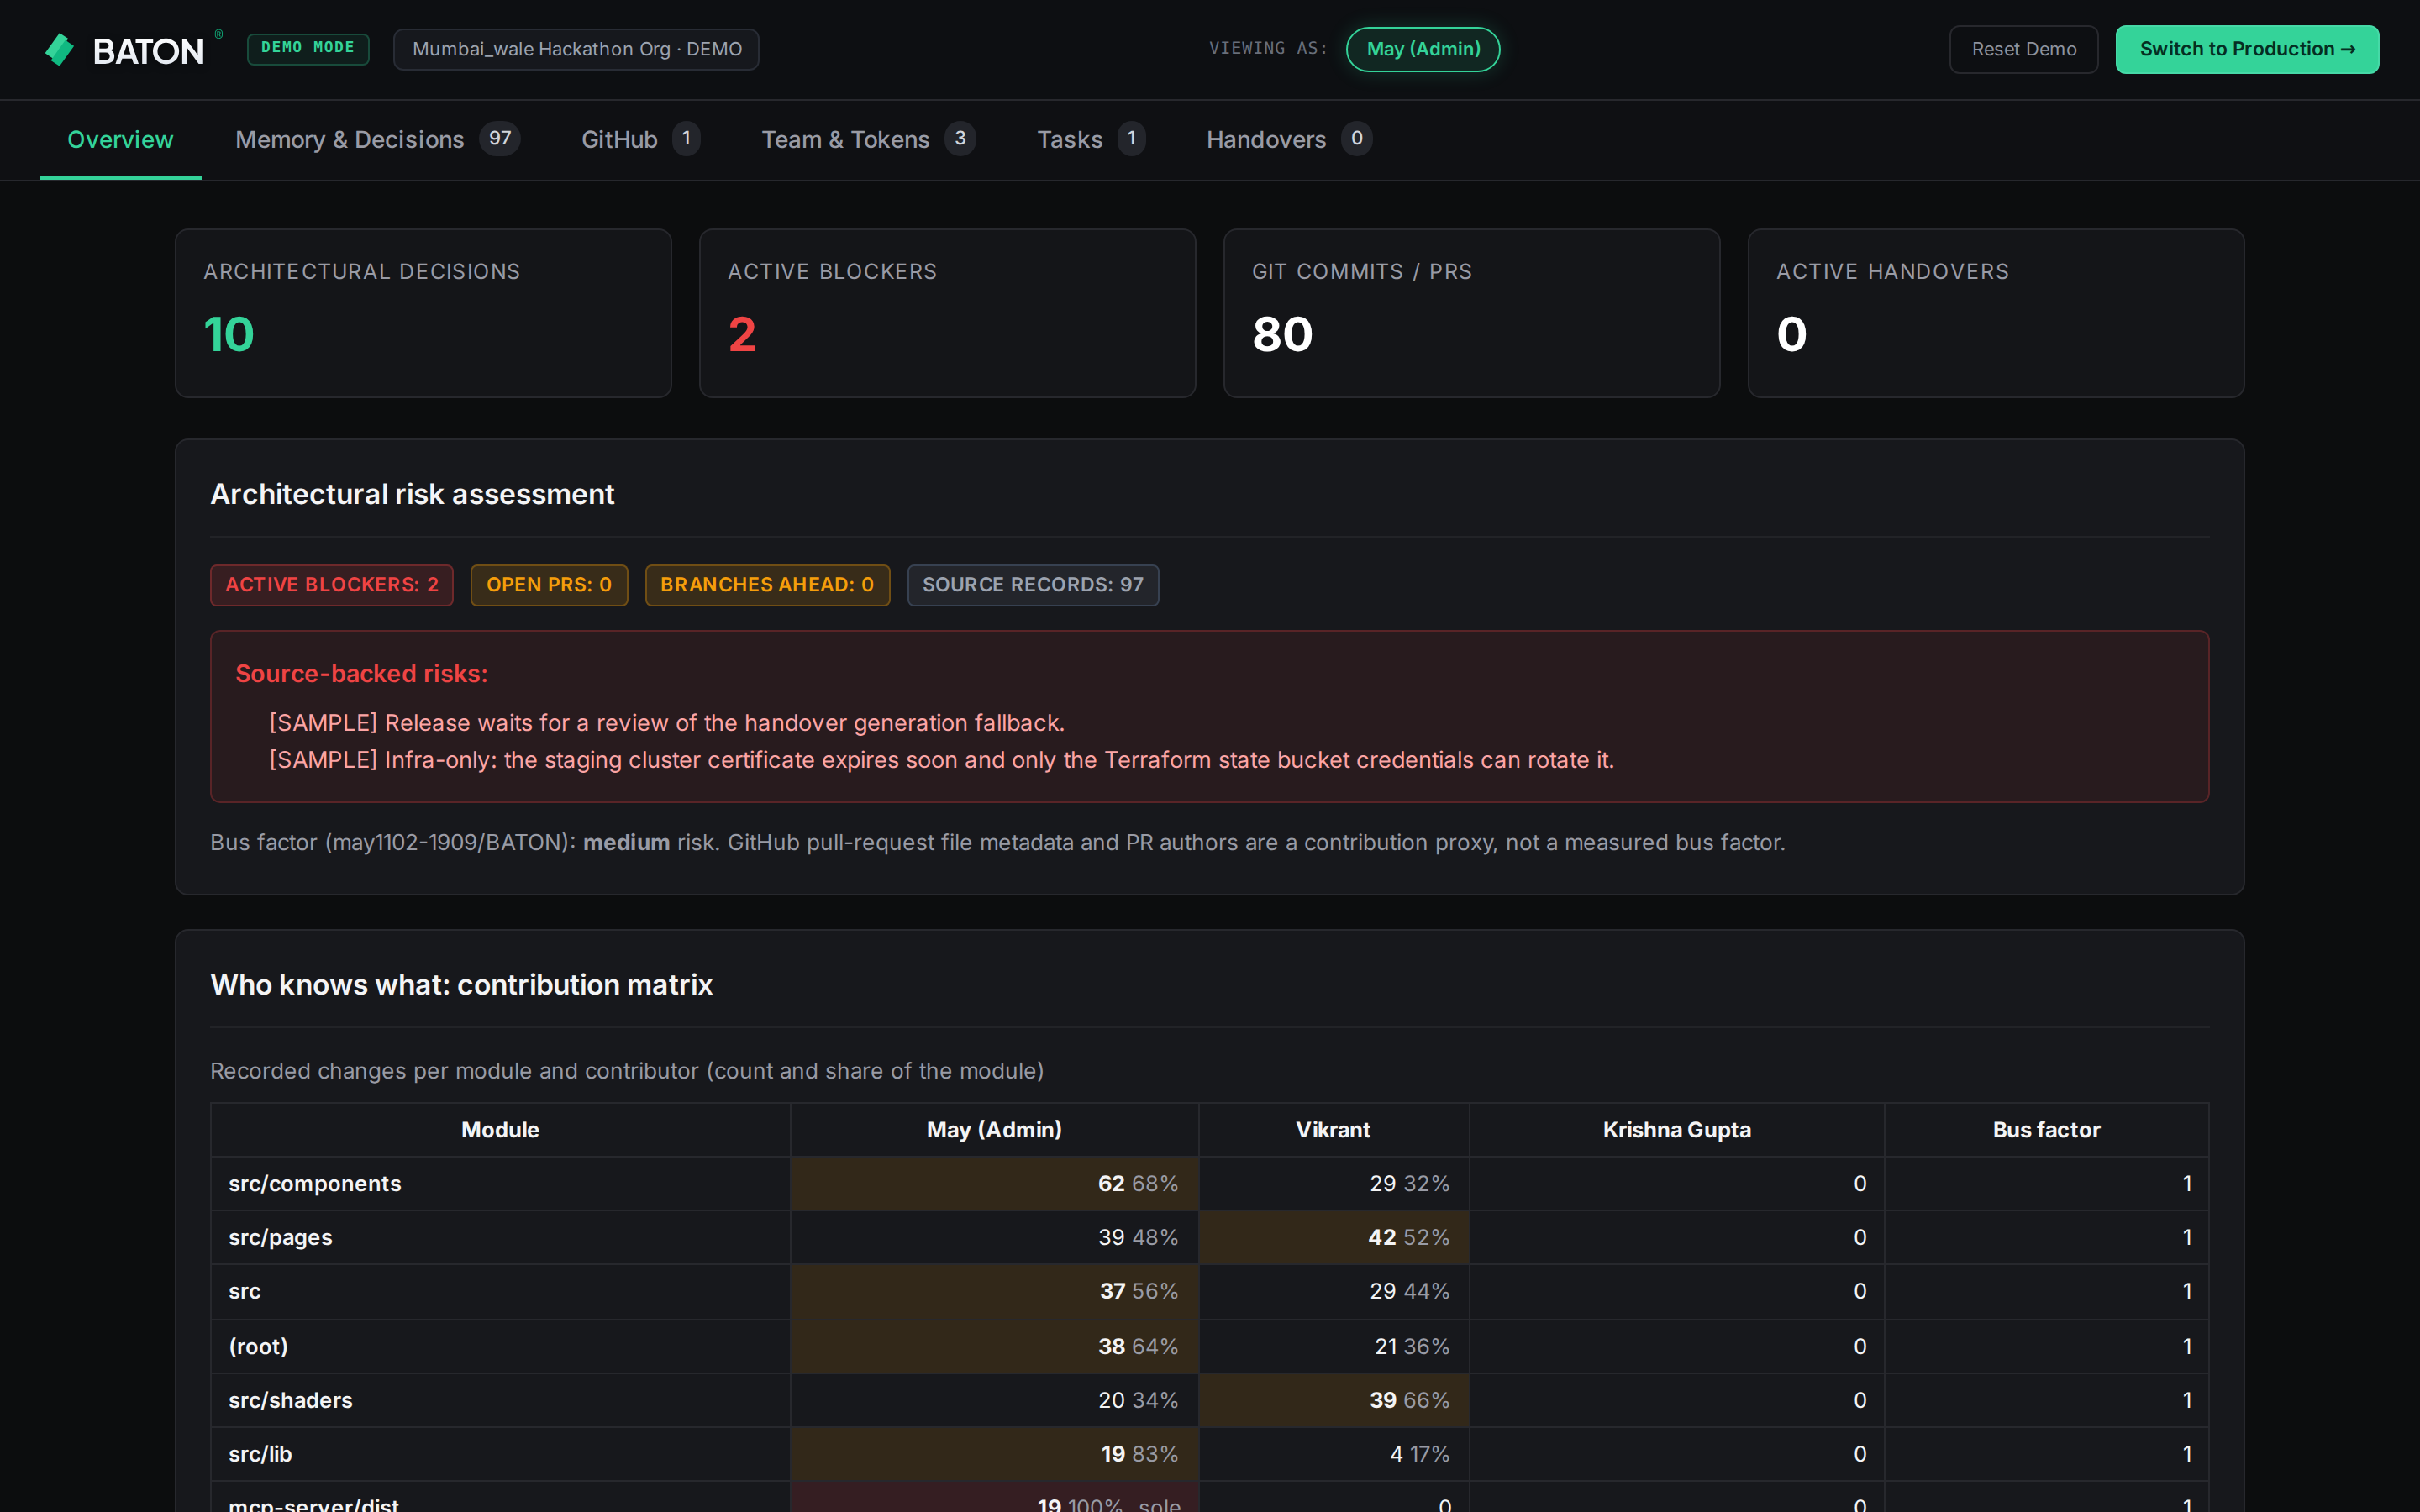 BATON ®
DEMO MODE
Mumbai_wale Hackathon Org · DEMO
VIEWING AS:
May (Admin)
Reset Demo
Switch to Production →
Overview
Memory & Decisions 97
GitHub 1
Team & Tokens 3
Tasks 1
Handovers 0
ARCHITECTURAL DECISIONS
10
ACTIVE BLOCKERS
2
GIT COMMITS / PRS
80
ACTIVE HANDOVERS
0
Architectural risk assessment
ACTIVE BLOCKERS: 2
OPEN PRS: 0
BRANCHES AHEAD: 0
SOURCE RECORDS: 97
Source-backed risks:
[SAMPLE] Release waits for a review of the handover generation fallback.
[SAMPLE] Infra-only: the staging cluster certificate expires soon and only the Terraform state bucket credentials can rotate it.
Bus factor (may1102-1909/BATON): medium risk. GitHub pull-request file metadata and PR authors are a contribution proxy, not a measured bus factor.
Who knows what: contribution matrix
Recorded changes per module and contributor (count and share of the module)
Module May (Admin) Vikrant Krishna Gupta Bus factor
src/components 62 68% 29 32% 0 1
src/pages 39 48% 42 52% 0 1
src 37 56% 29 44% 0 1
(root) 38 64% 21 36% 0 1
src/shaders 20 34% 39 66% 0 1
src/lib 19 83% 4 17% 0 1
mcp-server/dist 19 100% sole 0 0 1